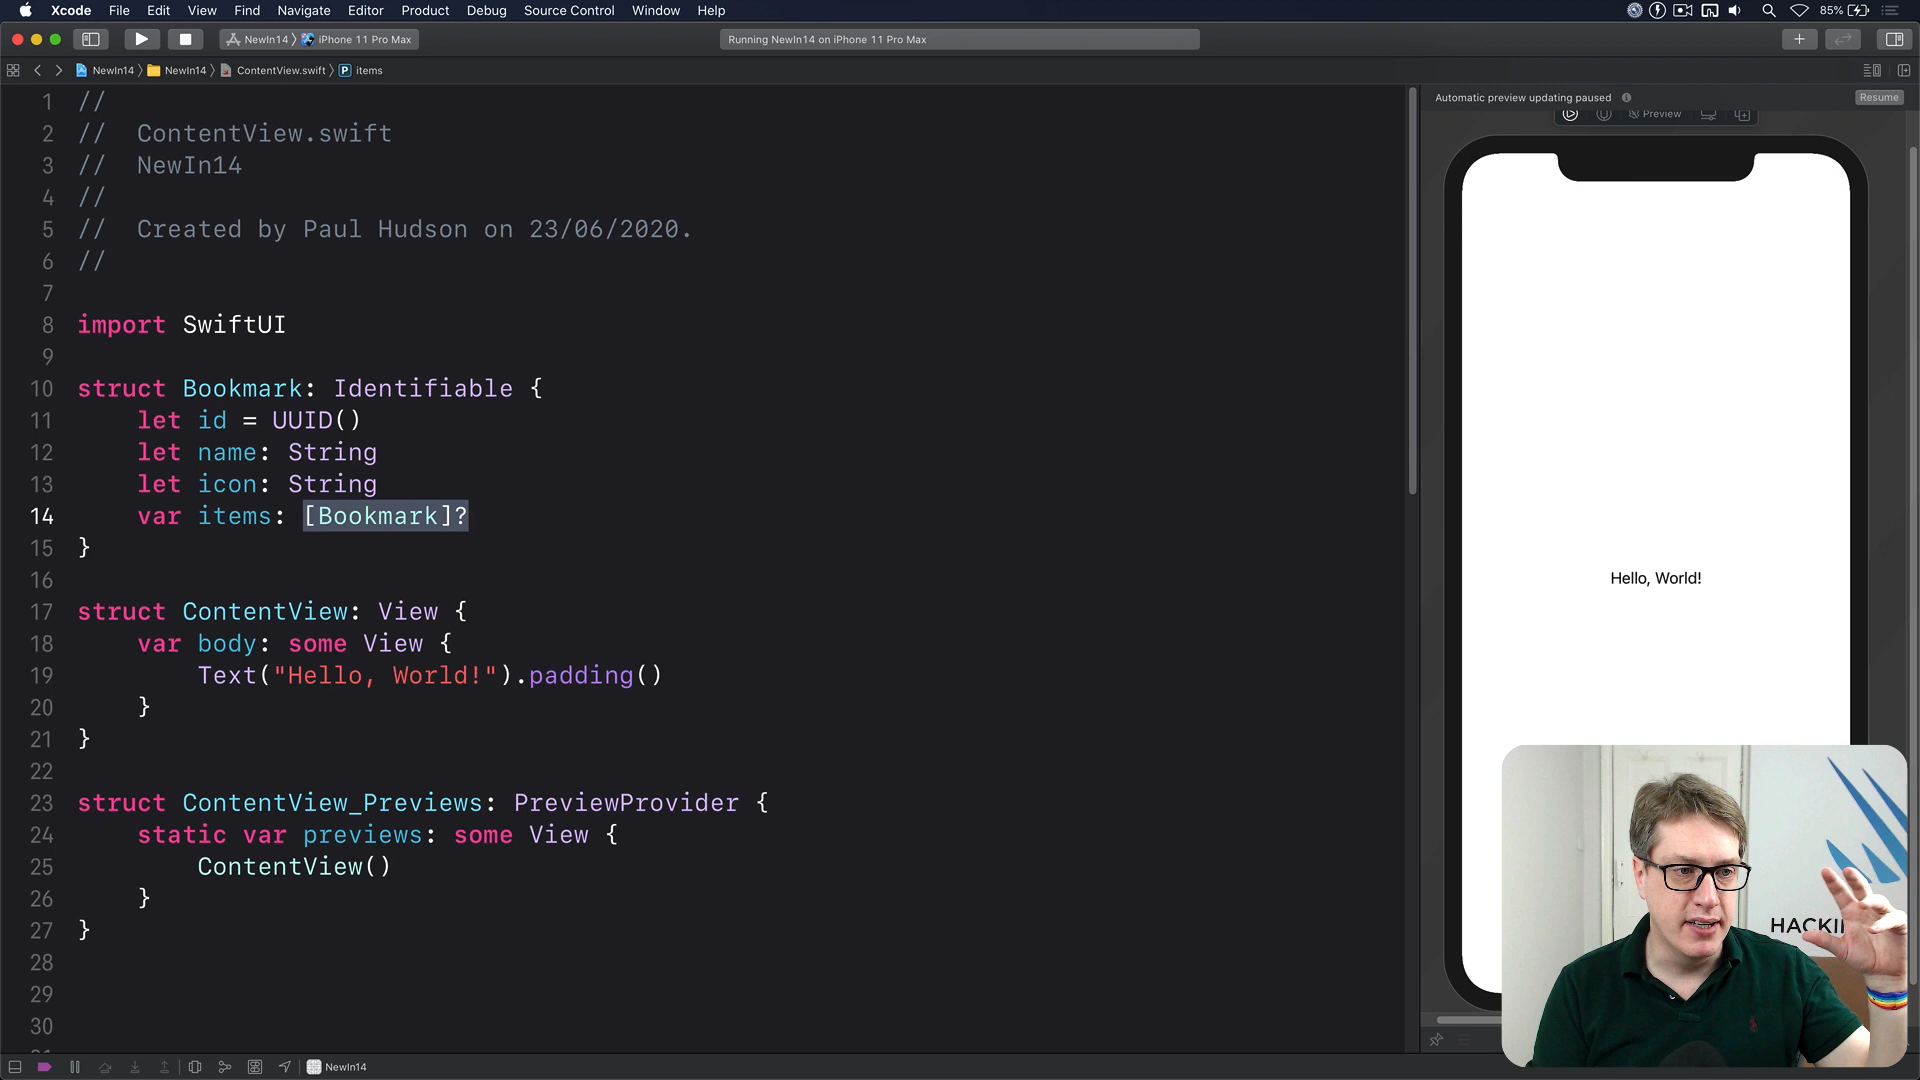 Xcode File Edit View Find Navigate Editor Product Debug Source Control Window Help 85%
NewIn14 iPhone 11 Pro Max Running NewIn14 on iPhone 11 Pro Max
NewIn14 NewIn14 ContentView.swift P items
Automatic preview updating paused Resume
Preview
1 //
2 // ContentView.swift
3 // NewIn14
4 //
5 // Created by Paul Hudson on 23/06/2020.
6 //
7
8 import SwiftUI
9
10 struct Bookmark: Identifiable {
11 let id = UUID()
12 let name: String
13 let icon: String
14 var items: [Bookmark]?
15 }
16
17 struct ContentView: View {
18 var body: some View {
19 Text("Hello, World!").padding()
20 }
21 }
22
23 struct ContentView_Previews: PreviewProvider {
24 static var previews: some View {
25 ContentView()
26 }
27 }
28
29
30
Hello, World!
HACKI
NewIn14